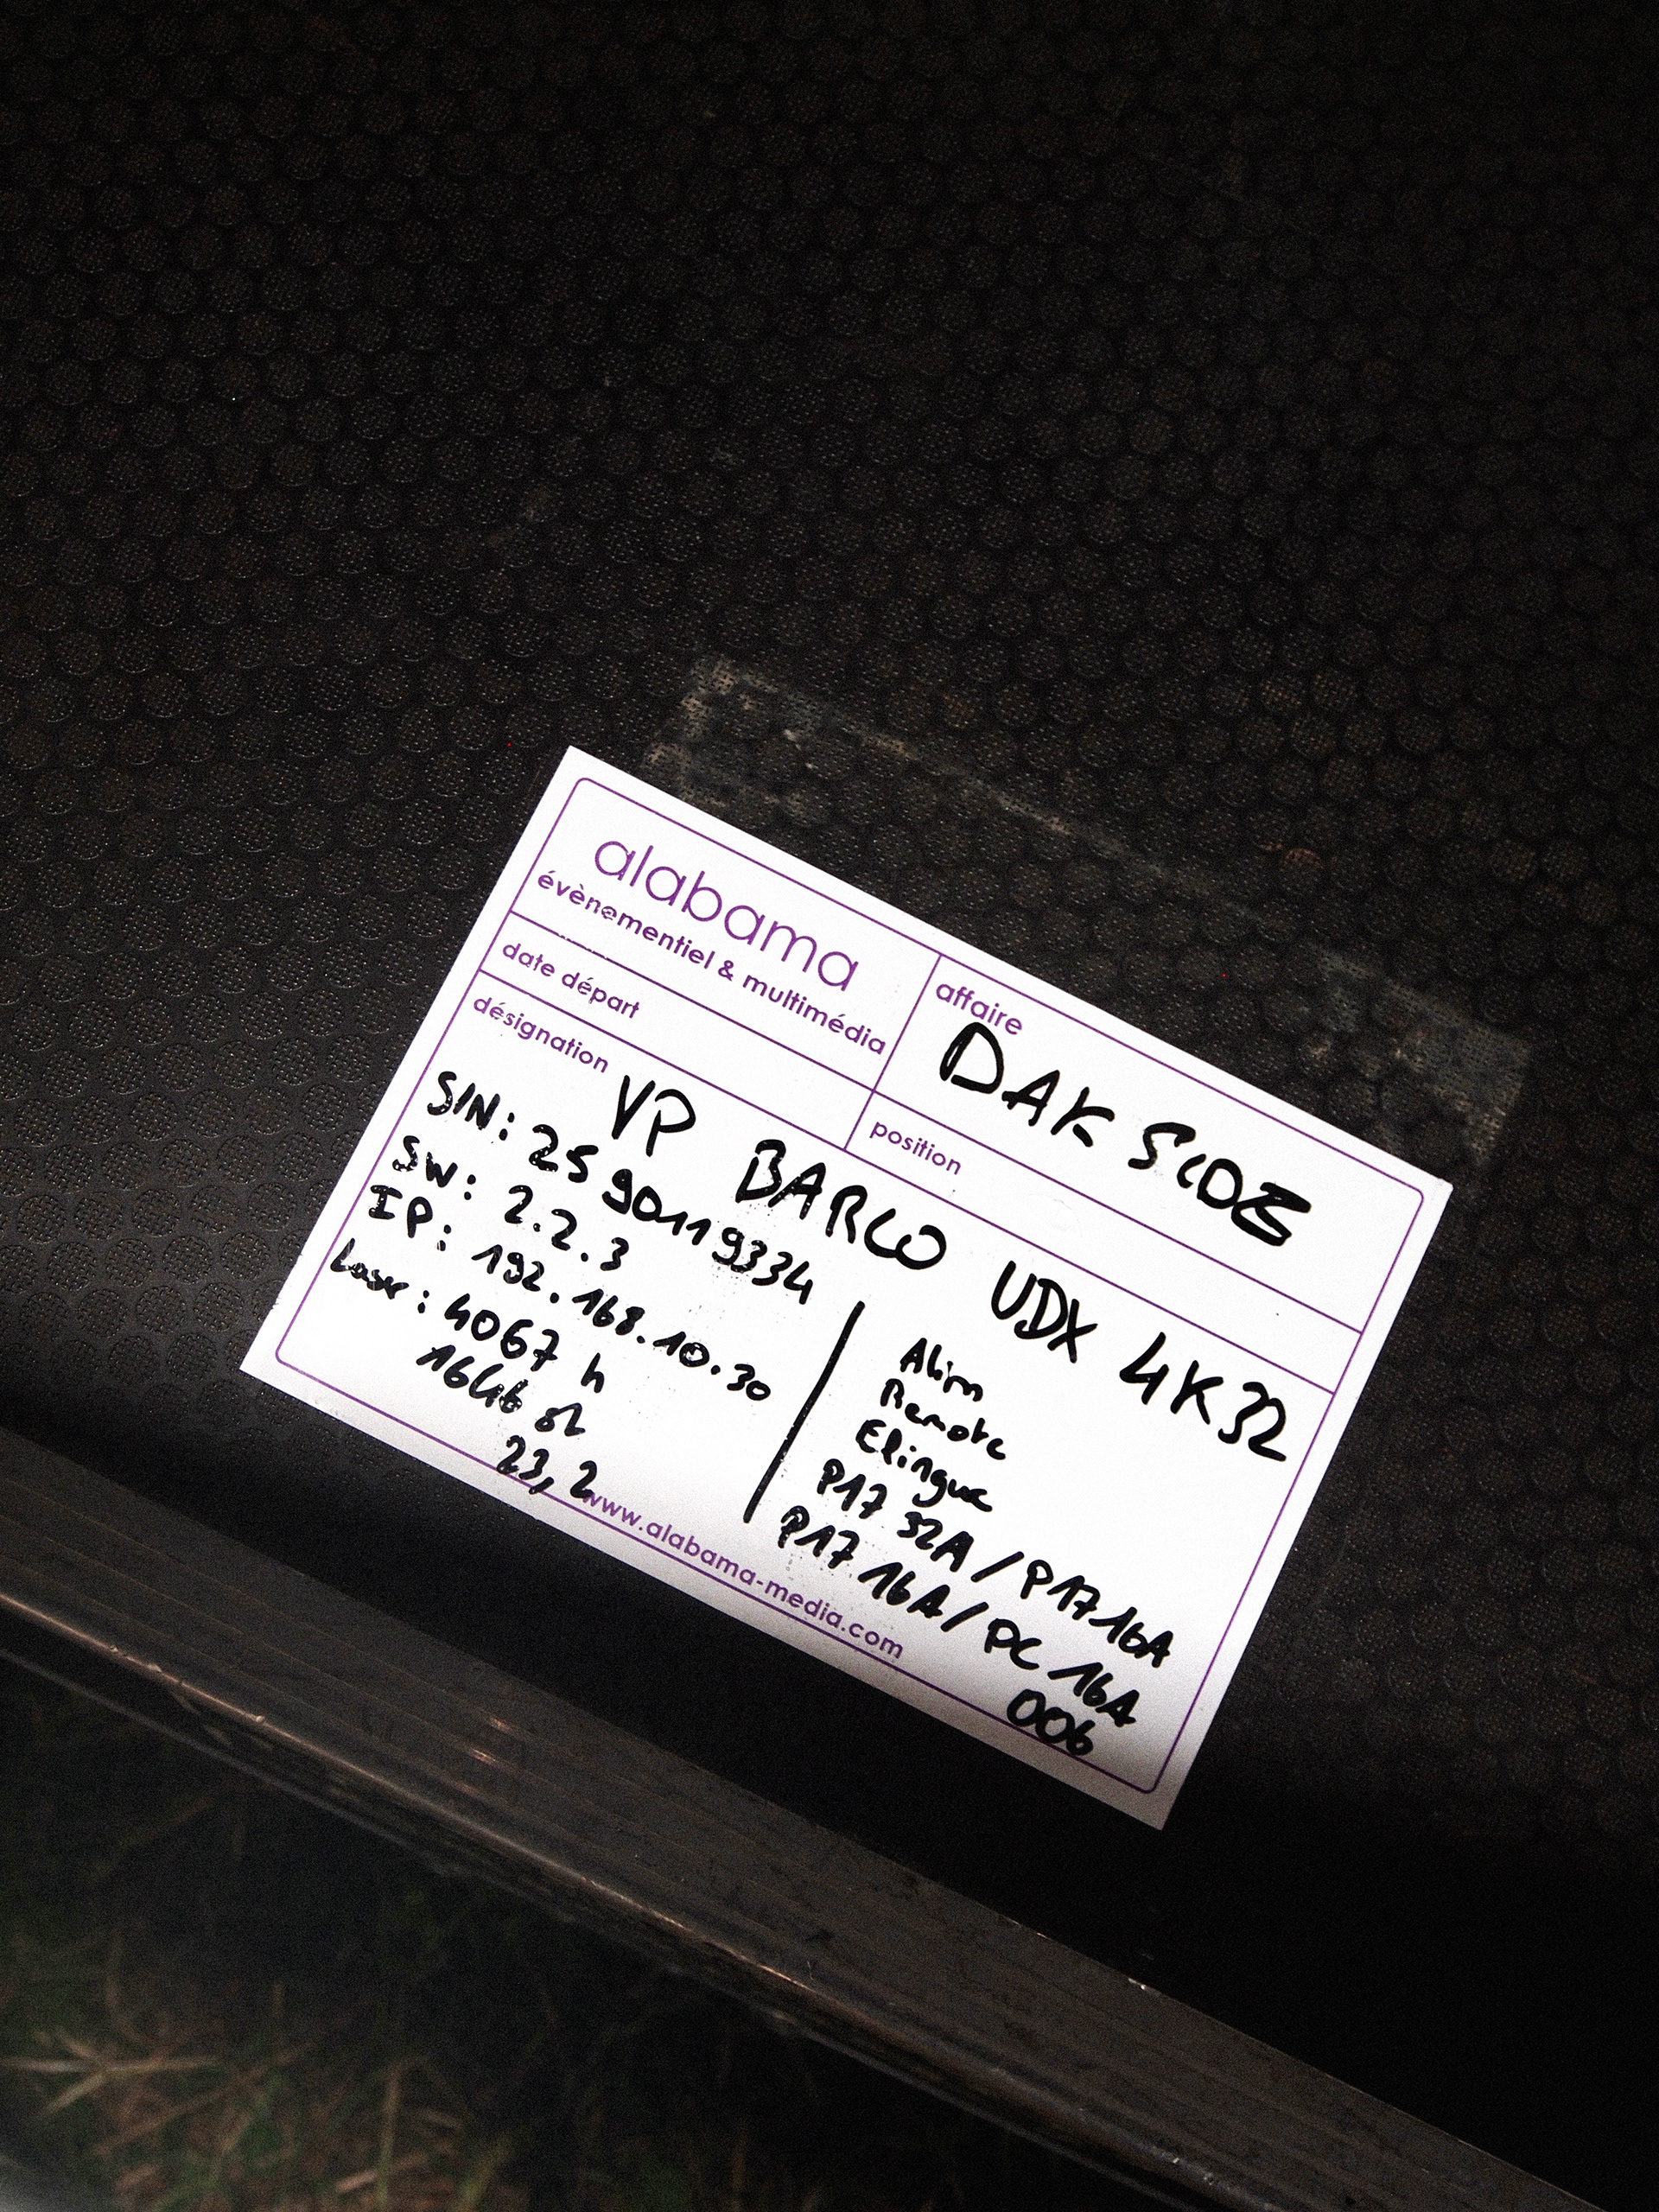 alabama
évènementiel & multimédia
affaire
DAK SIDE
date départ
position
désignation
VP BARCO UDX 4K32
S/N: 2590119334
SW: 2.2.3
IP: 192.168.10.30
Laser: 4067 h
23,2
Alim
Remote
Elingue
P17 32A / P17 16A
P17 16A / PC 16A
006
www.alabama-media.com